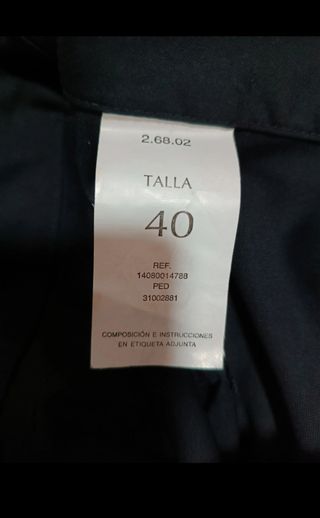 2.68.02
TALLA
40
REF.
14080014788
PED
31002881
COMPOSICIÓN E INSTRUCCIONES
EN ETIQUETA ADJUNTA